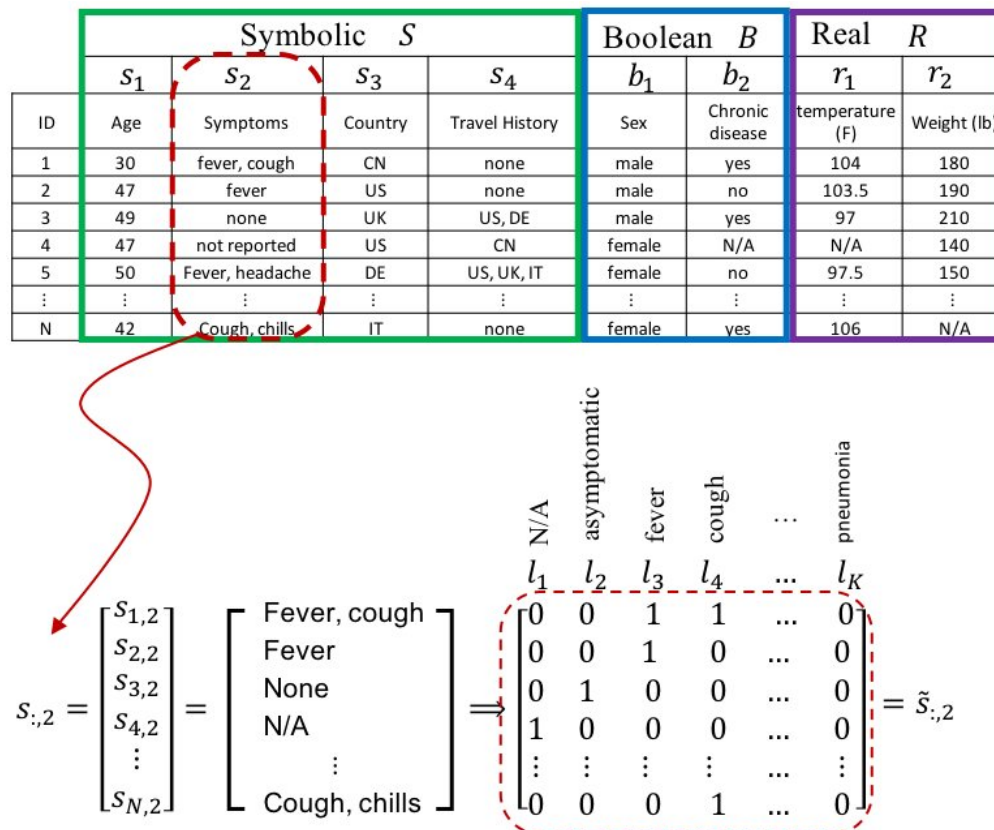 Symbolic S Boolean B Real R
s₁ s₂ s₃ s₄ b₁ b₂ r₁ r₂
ID Age Symptoms Country Travel History Sex Chronic disease temperature (F) Weight (lb)
1 30 fever, cough CN none male yes 104 180
2 47 fever US none male no 103.5 190
3 49 none UK US, DE male yes 97 210
4 47 not reported US CN female N/A N/A 140
5 50 Fever, headache DE US, UK, IT female no 97.5 150
⋮ ⋮ ⋮ ⋮ ⋮ ⋮ ⋮ ⋮ ⋮
N 42 Cough, chills IT none female yes 106 N/A
N/A asymptomatic fever cough … pneumonia
l₁ l₂ l₃ l₄ … l_K
s₁,₂ Fever, cough 0 0 1 1 … 0
s₂,₂ Fever 0 0 1 0 … 0
s₃,₂ None 0 1 0 0 … 0
s:,₂ = s₄,₂ = N/A ⟹ 1 0 0 0 … 0 = s̃:,₂
⋮ ⋮ ⋮ ⋮ ⋮ ⋮ … ⋮
s_N,₂ Cough, chills 0 0 0 1 … 0